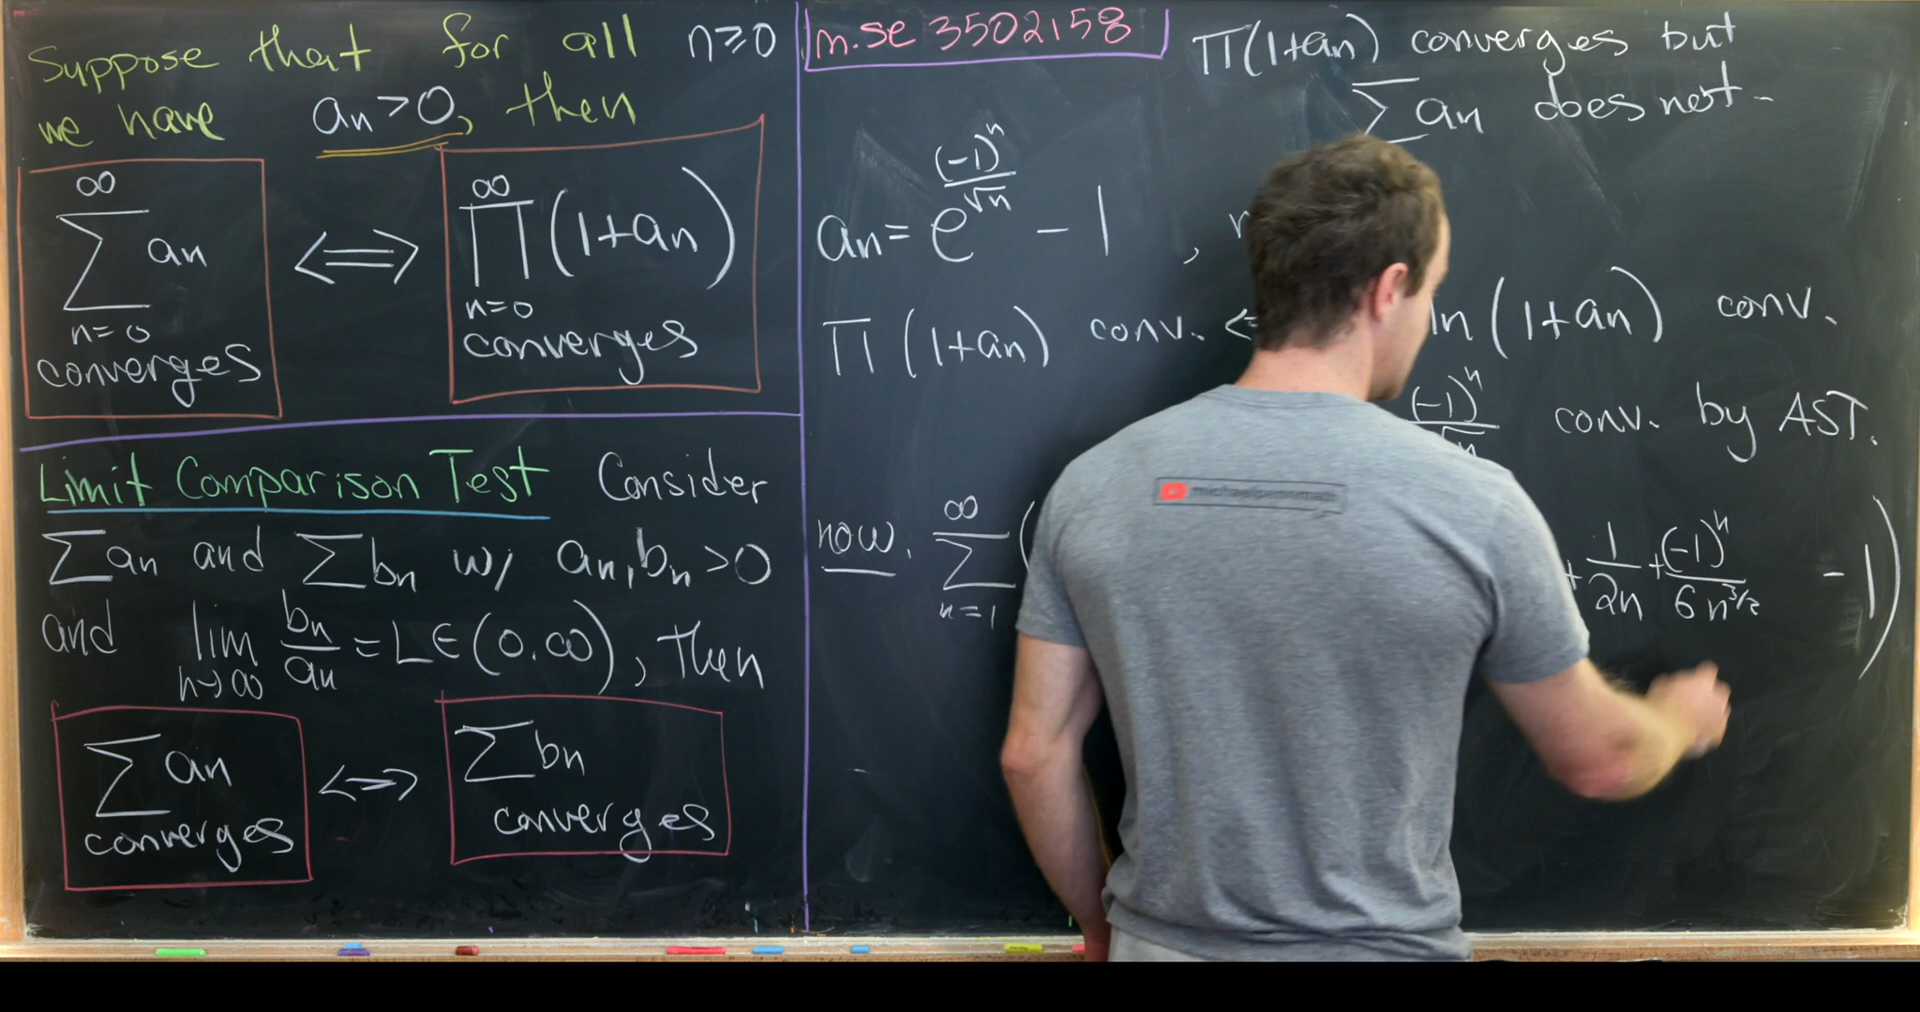 Suppose that for all n≥0
we have an>0, then
∞
∑ an
n=0
converges
⟺
∞
∏(1+an)
n=0
converges
Limit Comparison Test Consider
∑an and ∑bn w/ an,bn>0
and lim n→∞ bn/an = L∈(0,∞), then
∑an
converges
⟺
∑bn
converges
m.se 3502158
∏(1+an) converges but
∑an does not.
an= e^((-1)^n/√n) - 1 ,
∏(1+an) conv. ln(1+an) conv.
(-1)^n/√n conv. by AST.
now. ∞∑n=1 ( + 1/2n + (-1)^n/6n^3/2 -1)
michaelpennmath